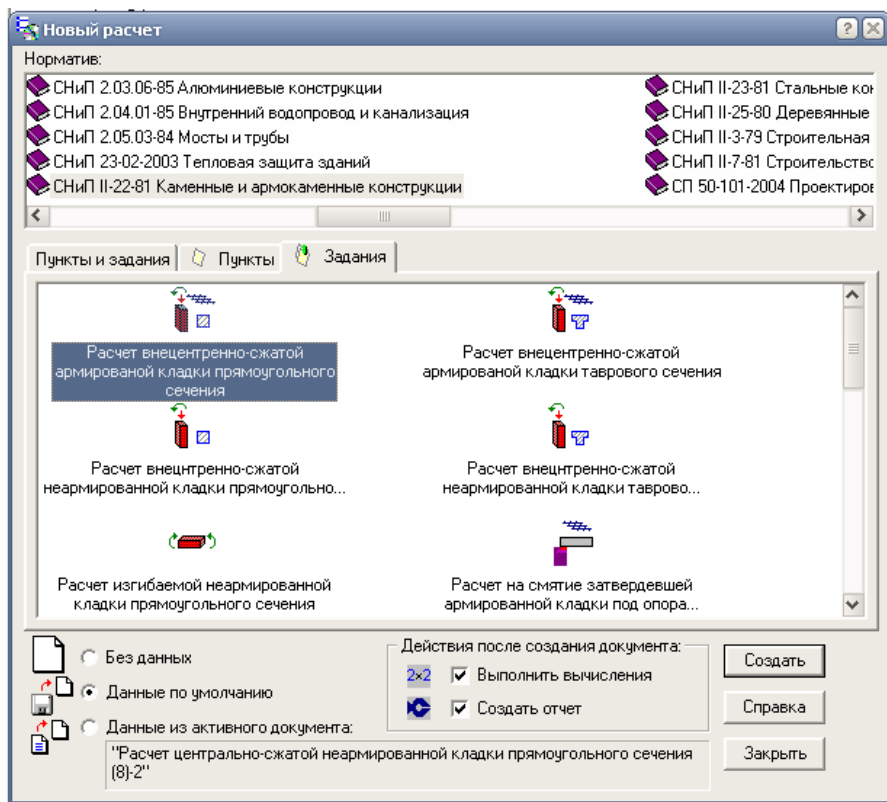 Новый расчет
Норматив:
СНиП 2.03.06-85 Алюминиевые конструкции
СНиП 2.04.01-85 Внутренний водопровод и канализация
СНиП 2.05.03-84 Мосты и трубы
СНиП 23-02-2003 Тепловая защита зданий
СНиП II-22-81 Каменные и армокаменные конструкции
СНиП II-23-81 Стальные кон
СНиП II-25-80 Деревянные
СНиП II-3-79 Строительная
СНиП II-7-81 Строительство
СП 50-101-2004 Проектиров
Пункты и задания
Пункты
Задания
Расчет внецентренно-сжатой
армированой кладки прямоугольного
сечения
Расчет внецентренно-сжатой
армированой кладки таврового сечения
Расчет внецнтренно-сжатой
неармированной кладки прямоугольно...
Расчет внецнтренно-сжатой
неармированной кладки таврово...
Расчет изгибаемой неармированной
кладки прямоугольного сечения
Расчет на смятие затвердевшей
армированной кладки под опора...
Без данных
Данные по умолчанию
Данные из активного документа:
"Расчет центрально-сжатой неармированной кладки прямоугольного сечения
(8)-2"
Действия после создания документа:
2×2 Выполнить вычисления
Создать отчет
Создать
Справка
Закрыть